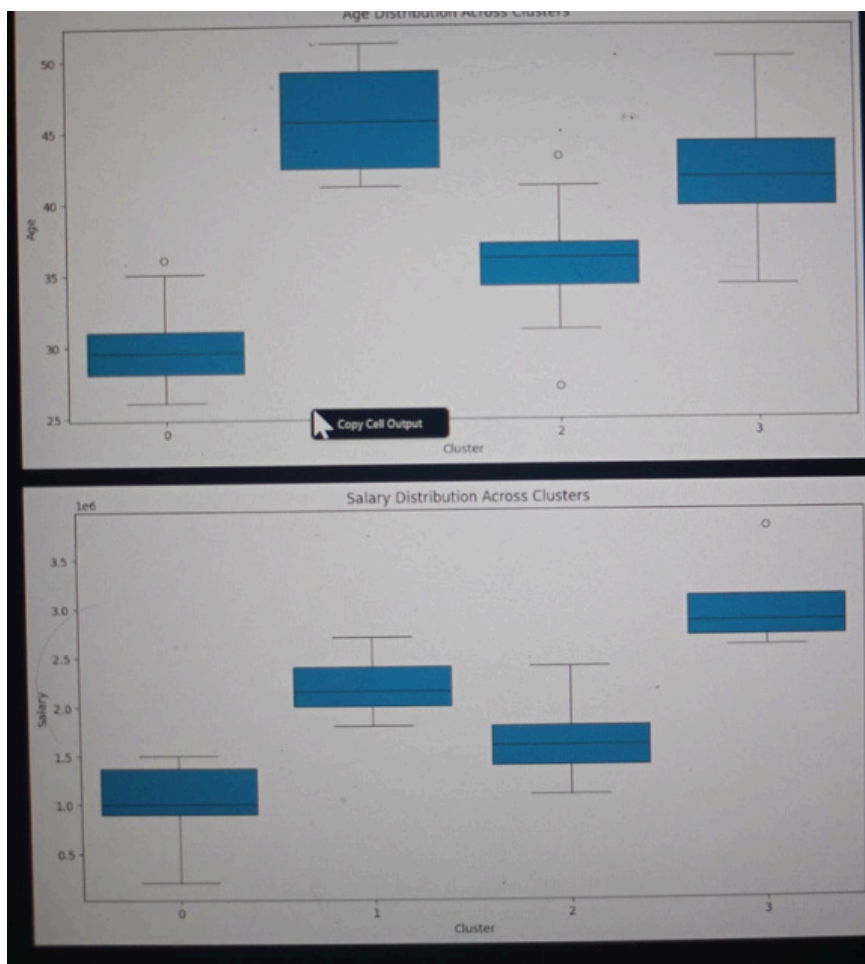 Age Distribution Across Clusters
50
45
40
35
30
25
Age
0
2
3
Copy Cell Output
Cluster
Salary Distribution Across Clusters
1e6
3.5
3.0
2.5
2.0
1.5
1.0
0.5
Salary
0
1
2
3
Cluster